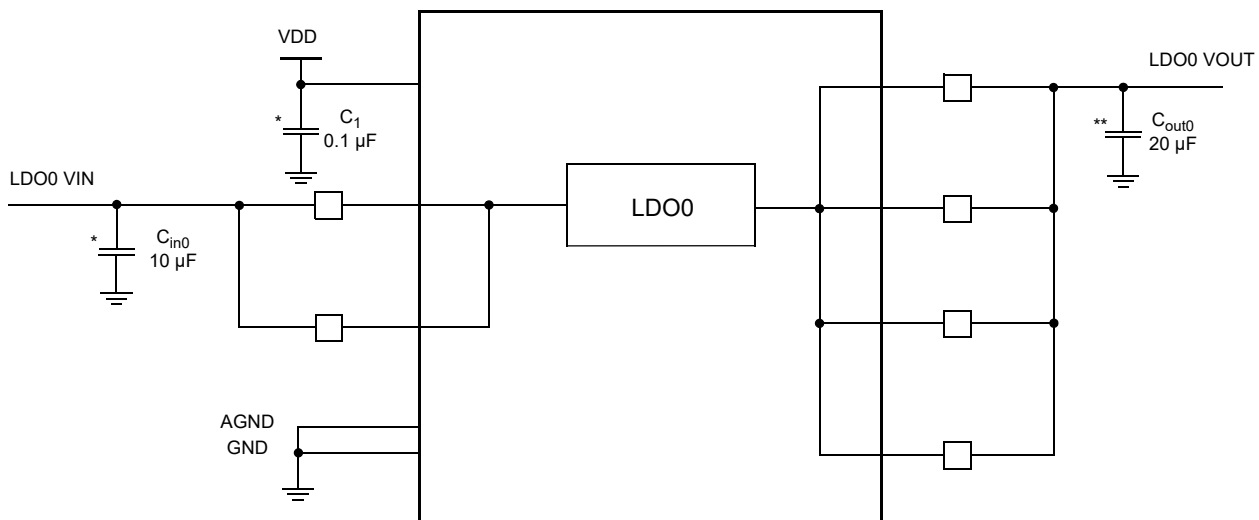 VDD
LDO0 VOUT
* C1
0.1 µF
** Cout0
20 µF
LDO0 VIN
LDO0
* Cin0
10 µF
AGND
GND